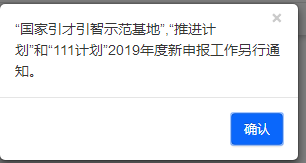 ×
“国家引才引智示范基地”,“推进计
划”和“111计划”2019年度新申报工作另行通
知。
确认